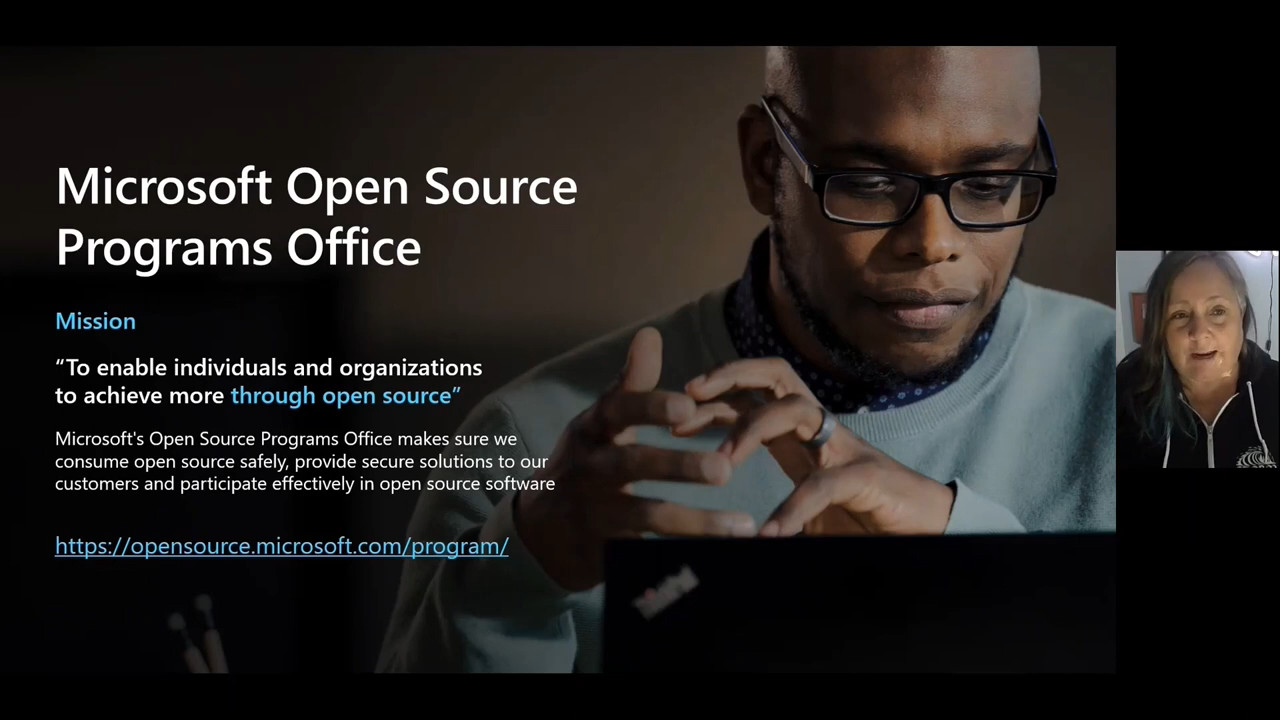 Microsoft Open Source
Programs Office
Mission
“To enable individuals and organizations
to achieve more through open source”
Microsoft's Open Source Programs Office makes sure we
consume open source safely, provide secure solutions to our
customers and participate effectively in open source software
https://opensource.microsoft.com/program/